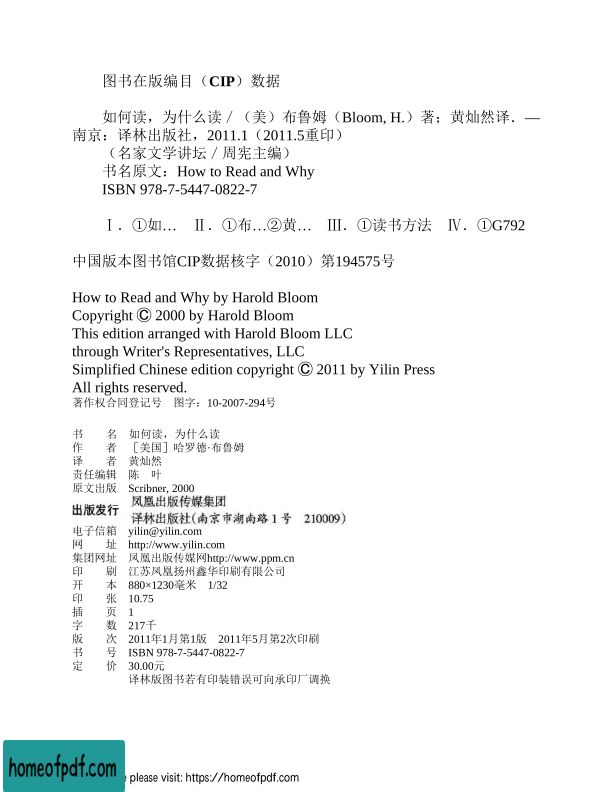 图书在版编目（CIP）数据
如何读，为什么读／（美）布鲁姆（Bloom, H.）著；黄灿然译．—
南京：译林出版社，2011.1（2011.5重印）
（名家文学讲坛／周宪主编）
书名原文：How to Read and Why
ISBN 978-7-5447-0822-7
Ⅰ．①如… Ⅱ．①布…②黄… Ⅲ．①读书方法 Ⅳ．①G792
中国版本图书馆CIP数据核字（2010）第194575号
How to Read and Why by Harold Bloom
Copyright Ⓒ 2000 by Harold Bloom
This edition arranged with Harold Bloom LLC
through Writer's Representatives, LLC
Simplified Chinese edition copyright Ⓒ 2011 by Yilin Press
All rights reserved.
著作权合同登记号 图字：10-2007-294号
书 名 如何读，为什么读
作 者 ［美国］哈罗德·布鲁姆
译 者 黄灿然
责任编辑 陈 叶
原文出版 Scribner, 2000
出版发行 凤凰出版传媒集团
译林出版社(南京市湖南路1号 210009)
电子信箱 yilin@yilin.com
网 址 http://www.yilin.com
集团网址 凤凰出版传媒网http://www.ppm.cn
印 刷 江苏凤凰扬州鑫华印刷有限公司
开 本 880×1230毫米 1/32
印 张 10.75
插 页 1
字 数 217千
版 次 2011年1月第1版 2011年5月第2次印刷
书 号 ISBN 978-7-5447-0822-7
定 价 30.00元
译林版图书若有印装错误可向承印厂调换
homeofpdf.com
please visit: https://homeofpdf.com